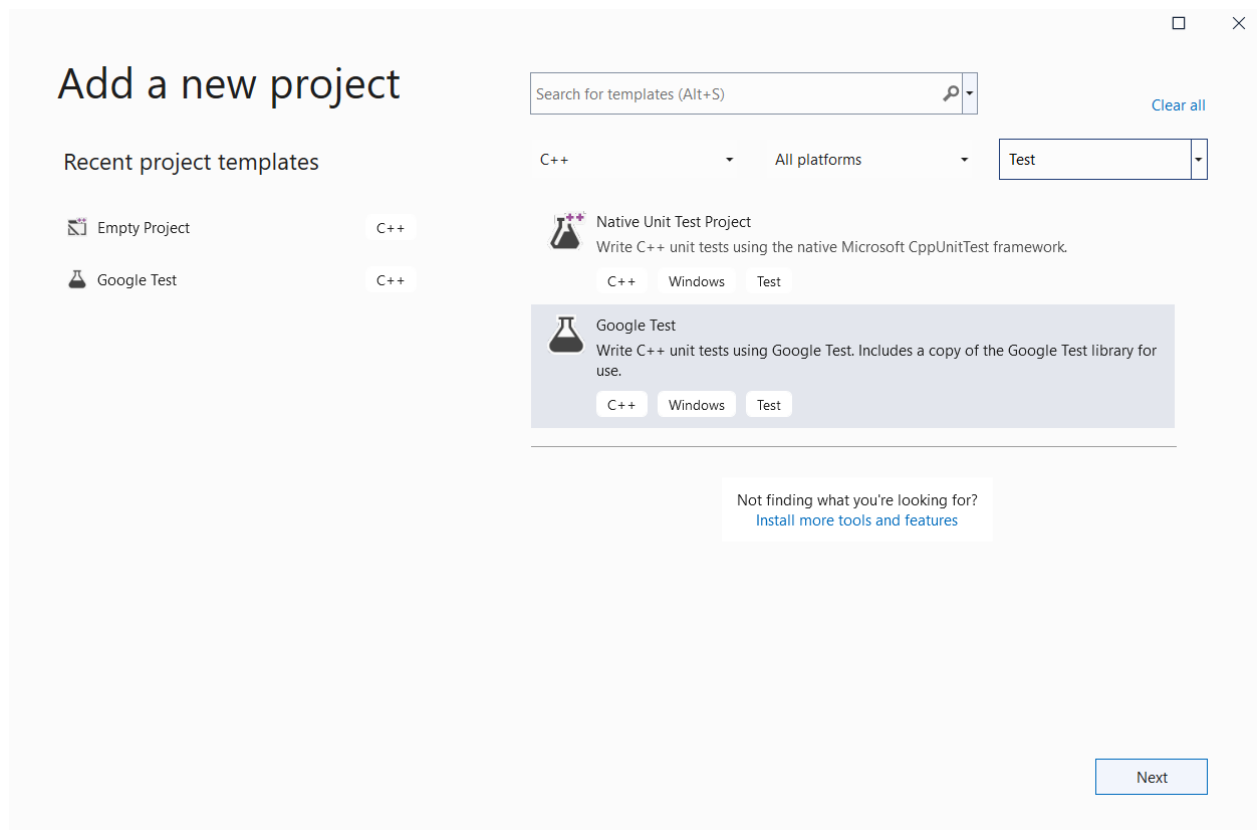 Add a new project
Search for templates (Alt+S)
Clear all
Recent project templates
C++
All platforms
Test
Empty Project
C++
Google Test
C++
Native Unit Test Project
Write C++ unit tests using the native Microsoft CppUnitTest framework.
C++
Windows
Test
Google Test
Write C++ unit tests using Google Test. Includes a copy of the Google Test library for
use.
C++
Windows
Test
Not finding what you're looking for?
Install more tools and features
Next